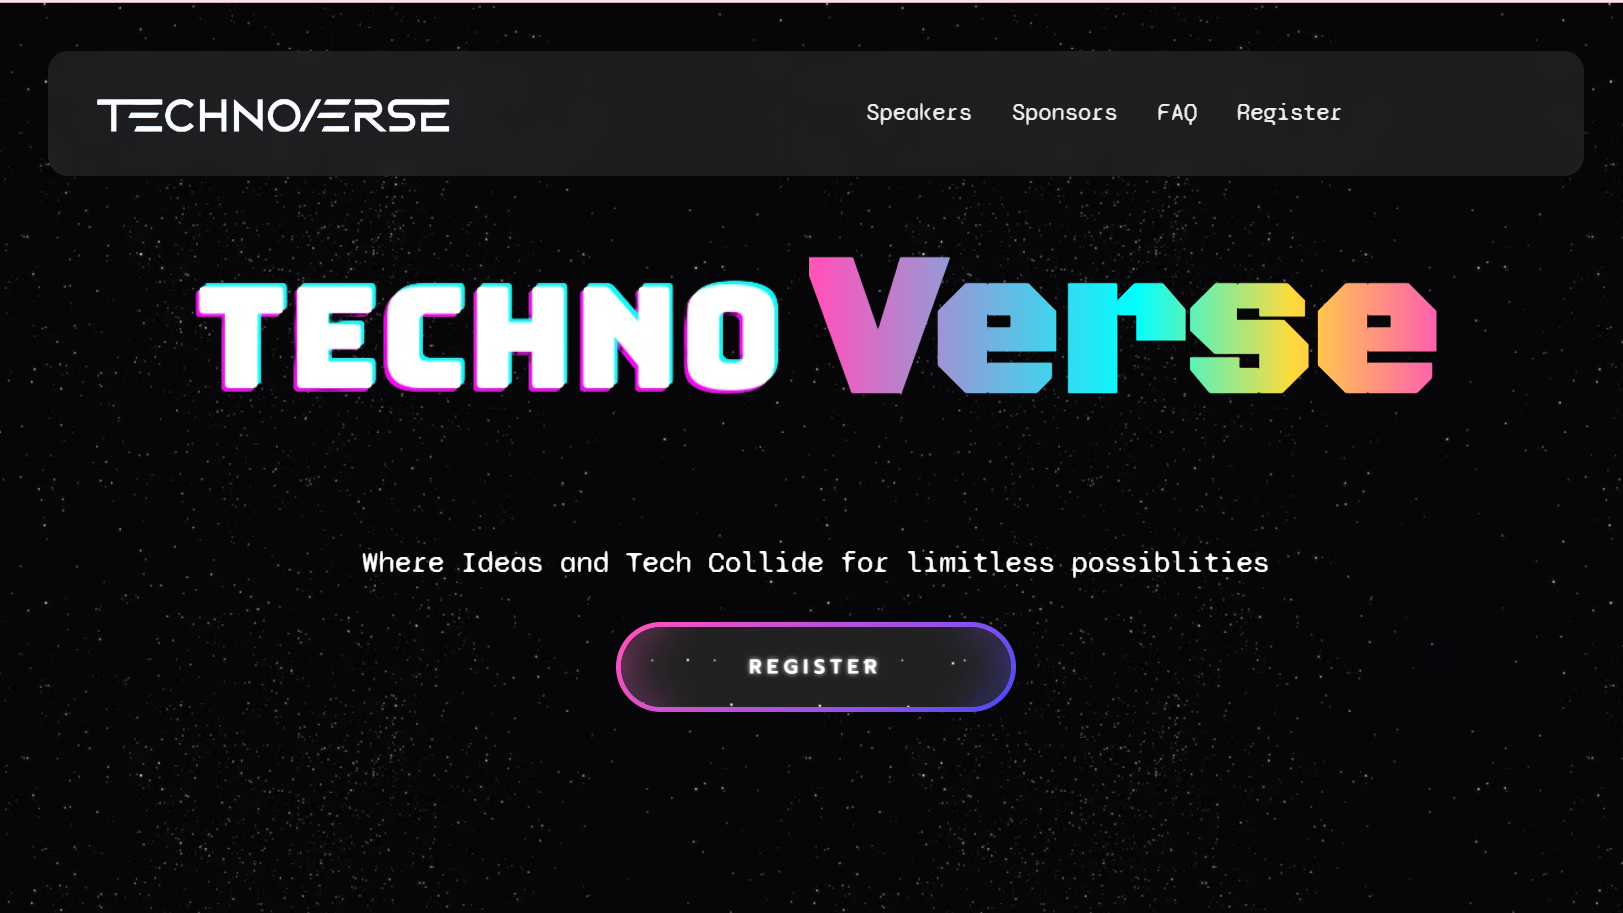 TECHNOVERSE
Speakers Sponsors FAQ Register
TECHNO Verse
Where Ideas and Tech Collide for limitless possiblities
REGISTER